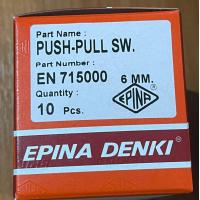 Part Name :
PUSH-PULL SW.
Part Number :
EN 715000 6 MM.
Quantity :
10 Pcs.
EPINA
EPINA DENKI